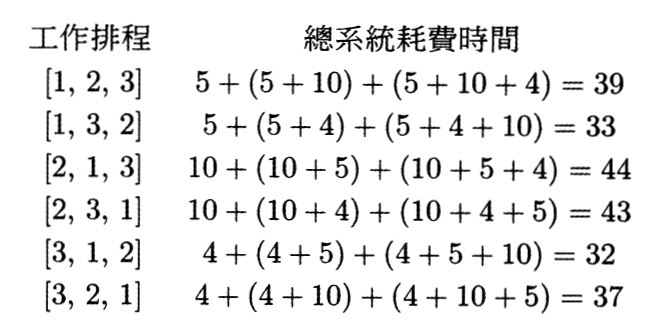 工作排程 總系統耗費時間
[1, 2, 3] 5 + (5 + 10) + (5 + 10 + 4) = 39
[1, 3, 2] 5 + (5 + 4) + (5 + 4 + 10) = 33
[2, 1, 3] 10 + (10 + 5) + (10 + 5 + 4) = 44
[2, 3, 1] 10 + (10 + 4) + (10 + 4 + 5) = 43
[3, 1, 2] 4 + (4 + 5) + (4 + 5 + 10) = 32
[3, 2, 1] 4 + (4 + 10) + (4 + 10 + 5) = 37